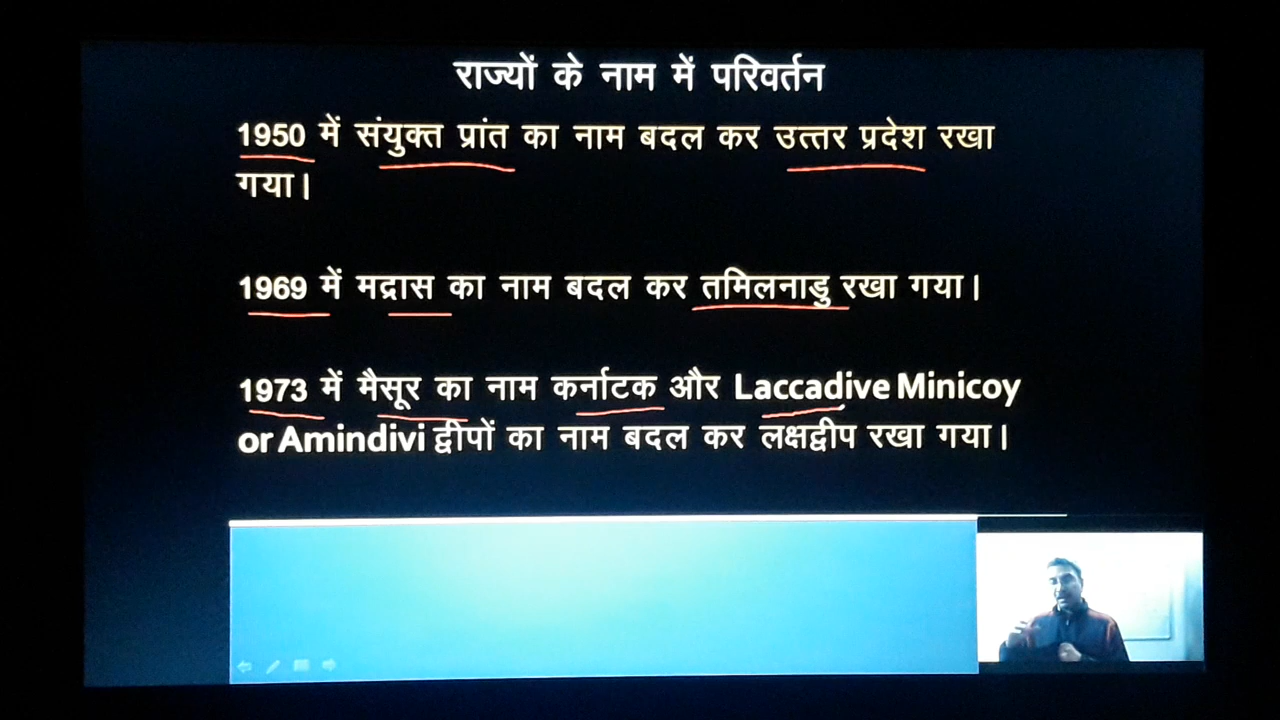 राज्यों के नाम में परिवर्तन
1950 में संयुक्त प्रांत का नाम बदल कर उत्तर प्रदेश रखा
गया।
1969 में मद्रास का नाम बदल कर तमिलनाडु रखा गया।
1973 में मैसूर का नाम कर्नाटक और Laccadive Minicoy
or Amindivi द्वीपों का नाम बदल कर लक्षद्वीप रखा गया।